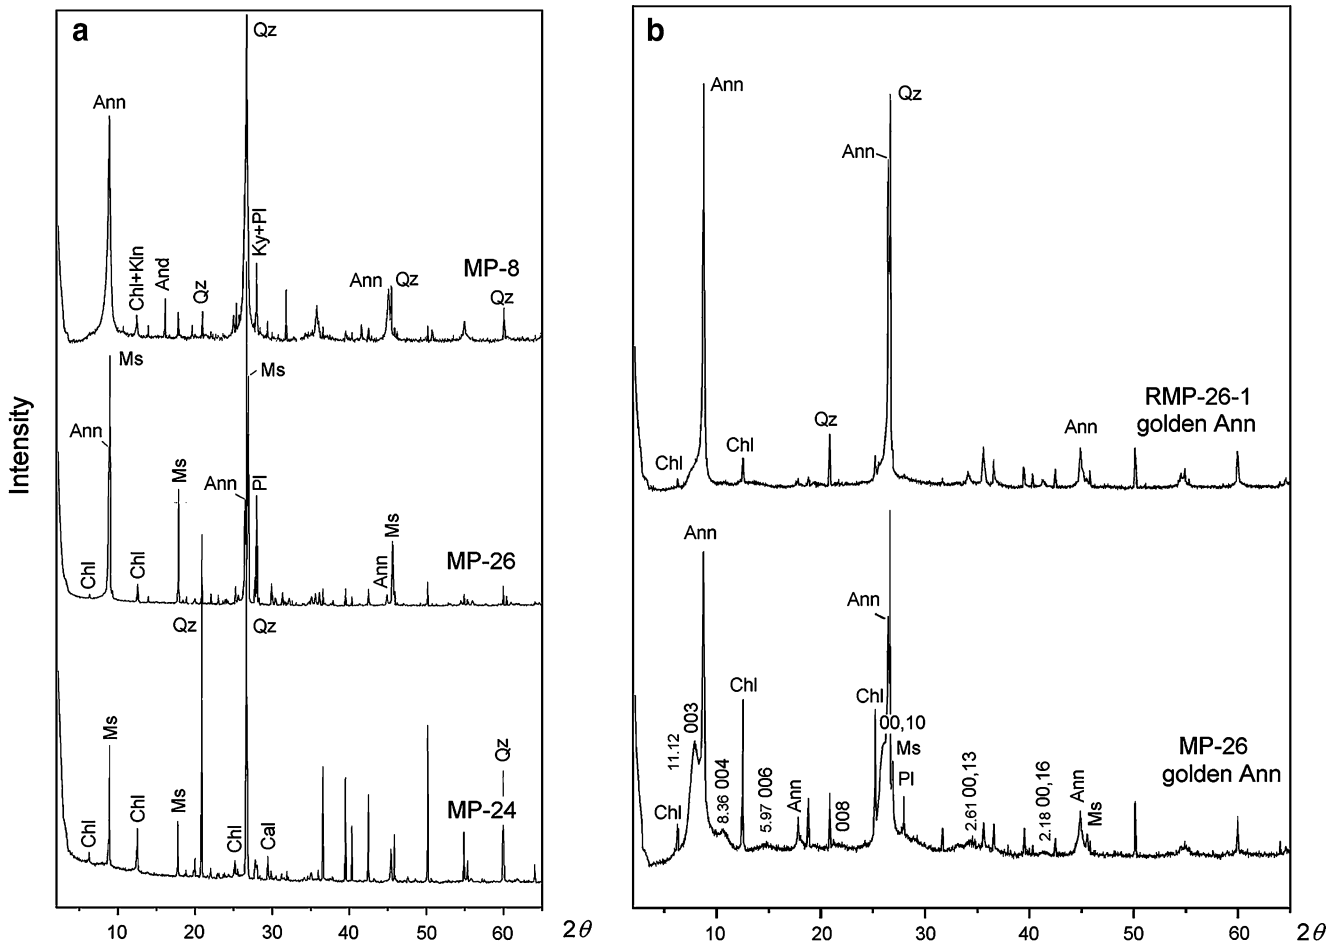 a
Qz
Ann
Chl+Kln
And
Qz
Ky+Pl
Ann
Qz
MP-8
Qz
Ms
Ms
Ann
Ms
Ann
Pl
Ms
Chl
Chl
Ann
MP-26
Qz
Qz
Ms
Qz
Chl
Chl
Ms
Chl
Cal
MP-24
Intensity
10
20
30
40
50
60
2θ
b
Ann
Qz
Ann
Qz
Chl
Chl
Ann
RMP-26-1
golden Ann
Ann
Ann
Chl
Chl
003
00,10
11.12
Ms
Pl
Chl
8.36 004
5.97 006
Ann
008
2.61 00,13
2.18 00,16
Ann
Ms
MP-26
golden Ann
10
20
30
40
50
60
2θ